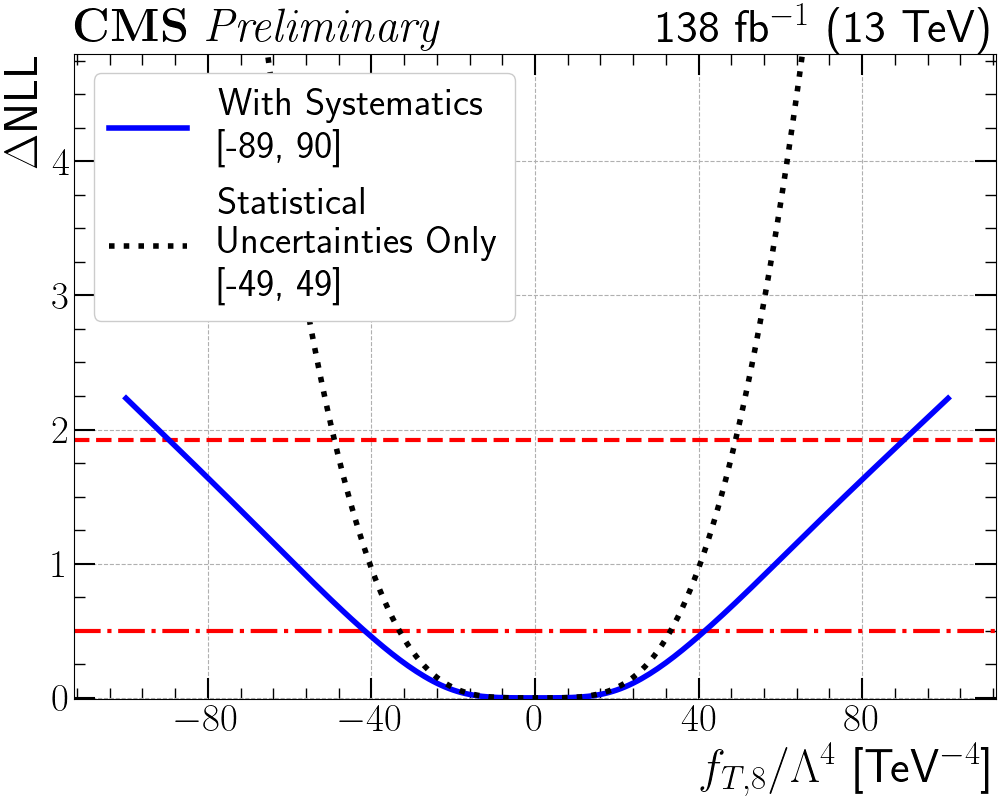 CMS Preliminary 138 fb⁻¹ (13 TeV)
ΔNLL
With Systematics
[-89, 90]
Statistical
Uncertainties Only
[-49, 49]
4
3
2
1
0
−80 −40 0 40 80
f_{T,8}/Λ⁴ [TeV⁻⁴]